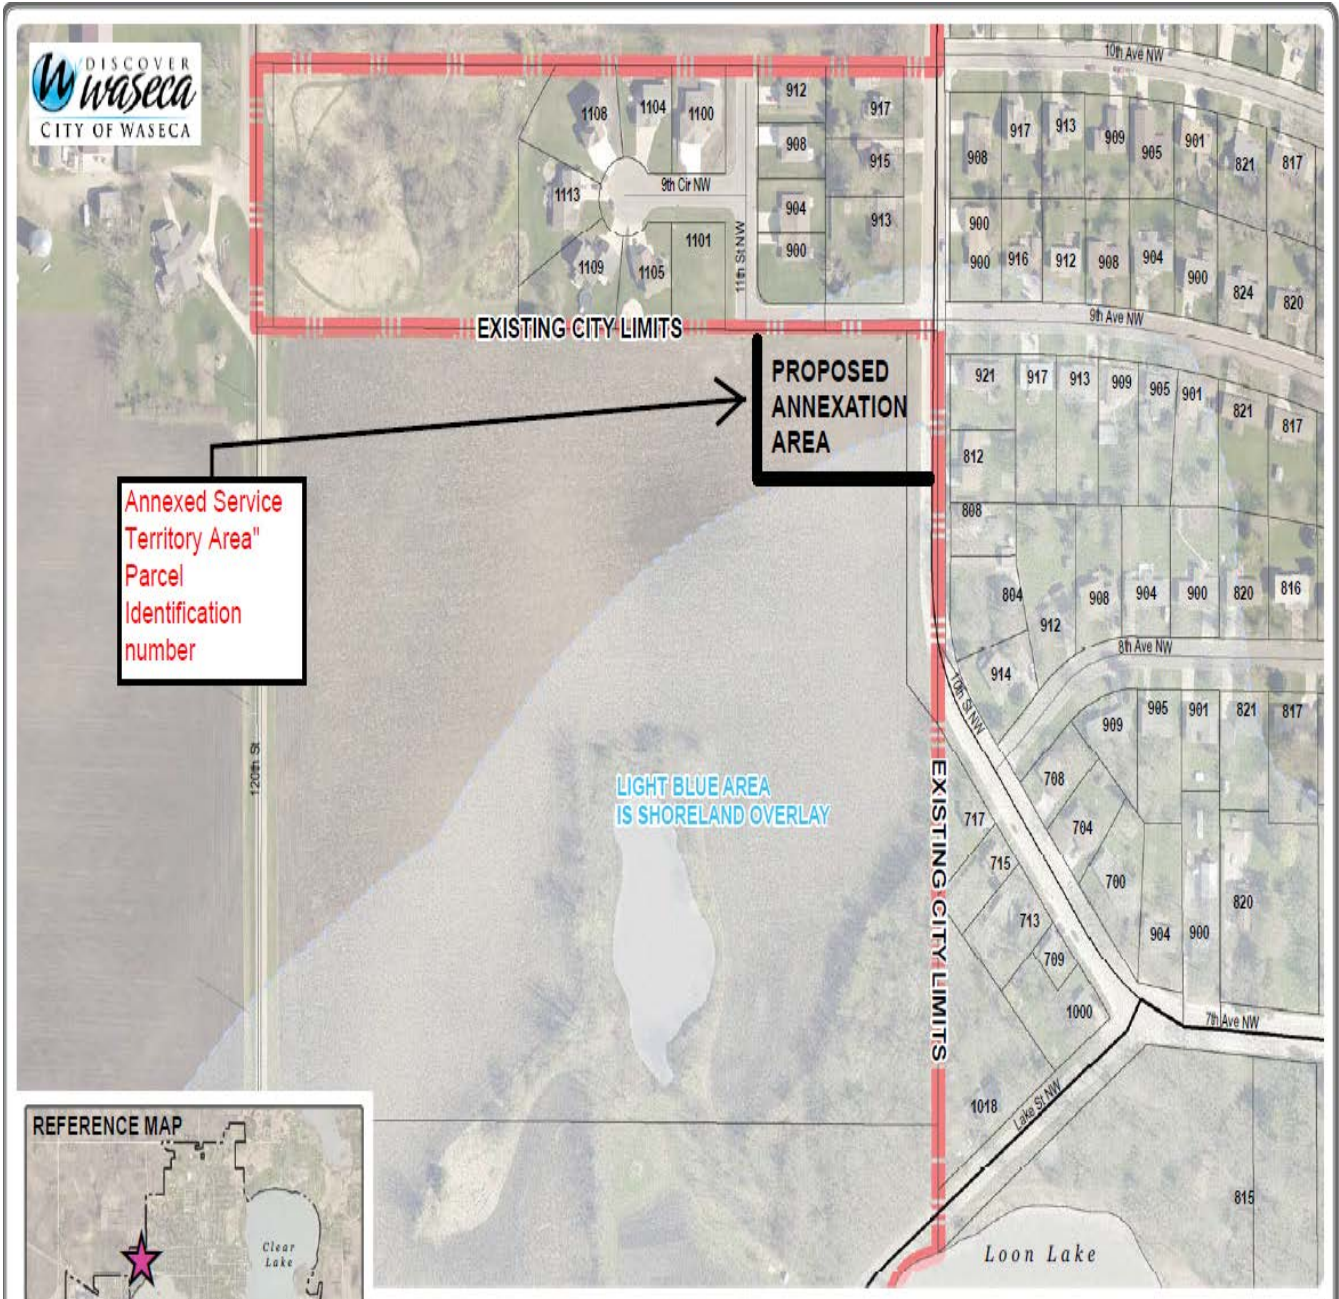 DISCOVER
waseca
CITY OF WASECA
10th Ave NW
1108
1104
1100
912
917
908
915
1113
9th Cir NW
904
913
1101
11th St NW
900
1109
1105
908
917
913
909
905
901
821
817
900
900
916
912
908
904
900
824
820
EXISTING CITY LIMITS
9th Ave NW
PROPOSED
ANNEXATION
AREA
921
917
913
909
905
901
821
817
812
808
Annexed Service
Territory Area"
Parcel
Identification
number
804
912
908
904
900
820
816
914
8th Ave NW
10th St NW
909
905
901
821
817
120th St
LIGHT BLUE AREA
IS SHORELAND OVERLAY
EXISTING CITY LIMITS
708
717
704
715
700
713
709
904
900
820
1000
7th Ave NW
1018
Lake St NW
815
Loon Lake
REFERENCE MAP
Clear
Lake